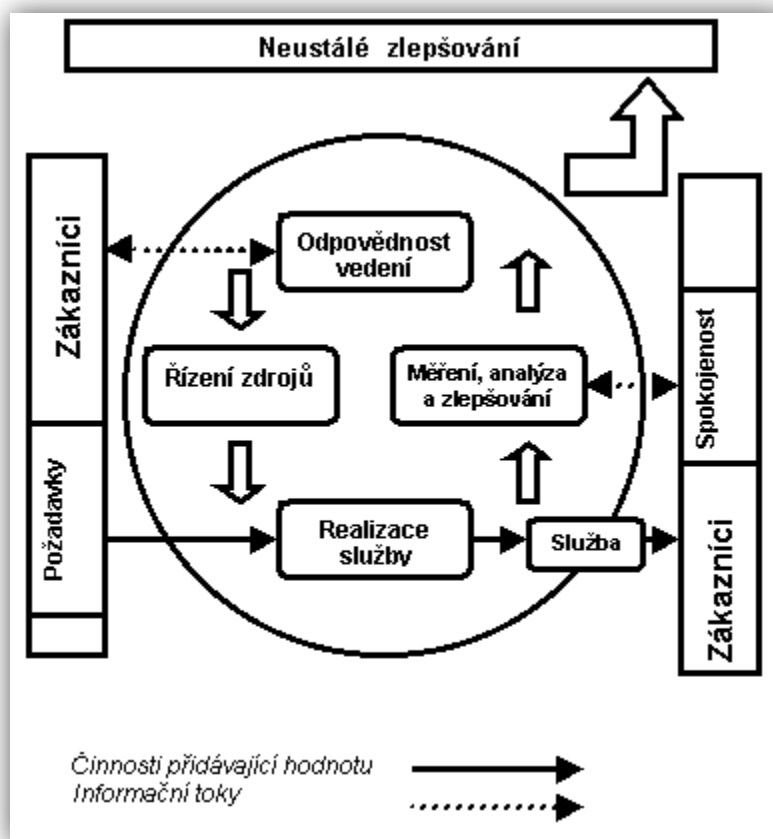 Neustálé zlepšování
Zákazníci
Požadavky
Odpovědnost
vedení
Řízení zdrojů
Měření, analýza
a zlepšování
Realizace
služby
Služba
Spokojenost
Zákazníci
Činnosti přidávající hodnotu
Informační toky